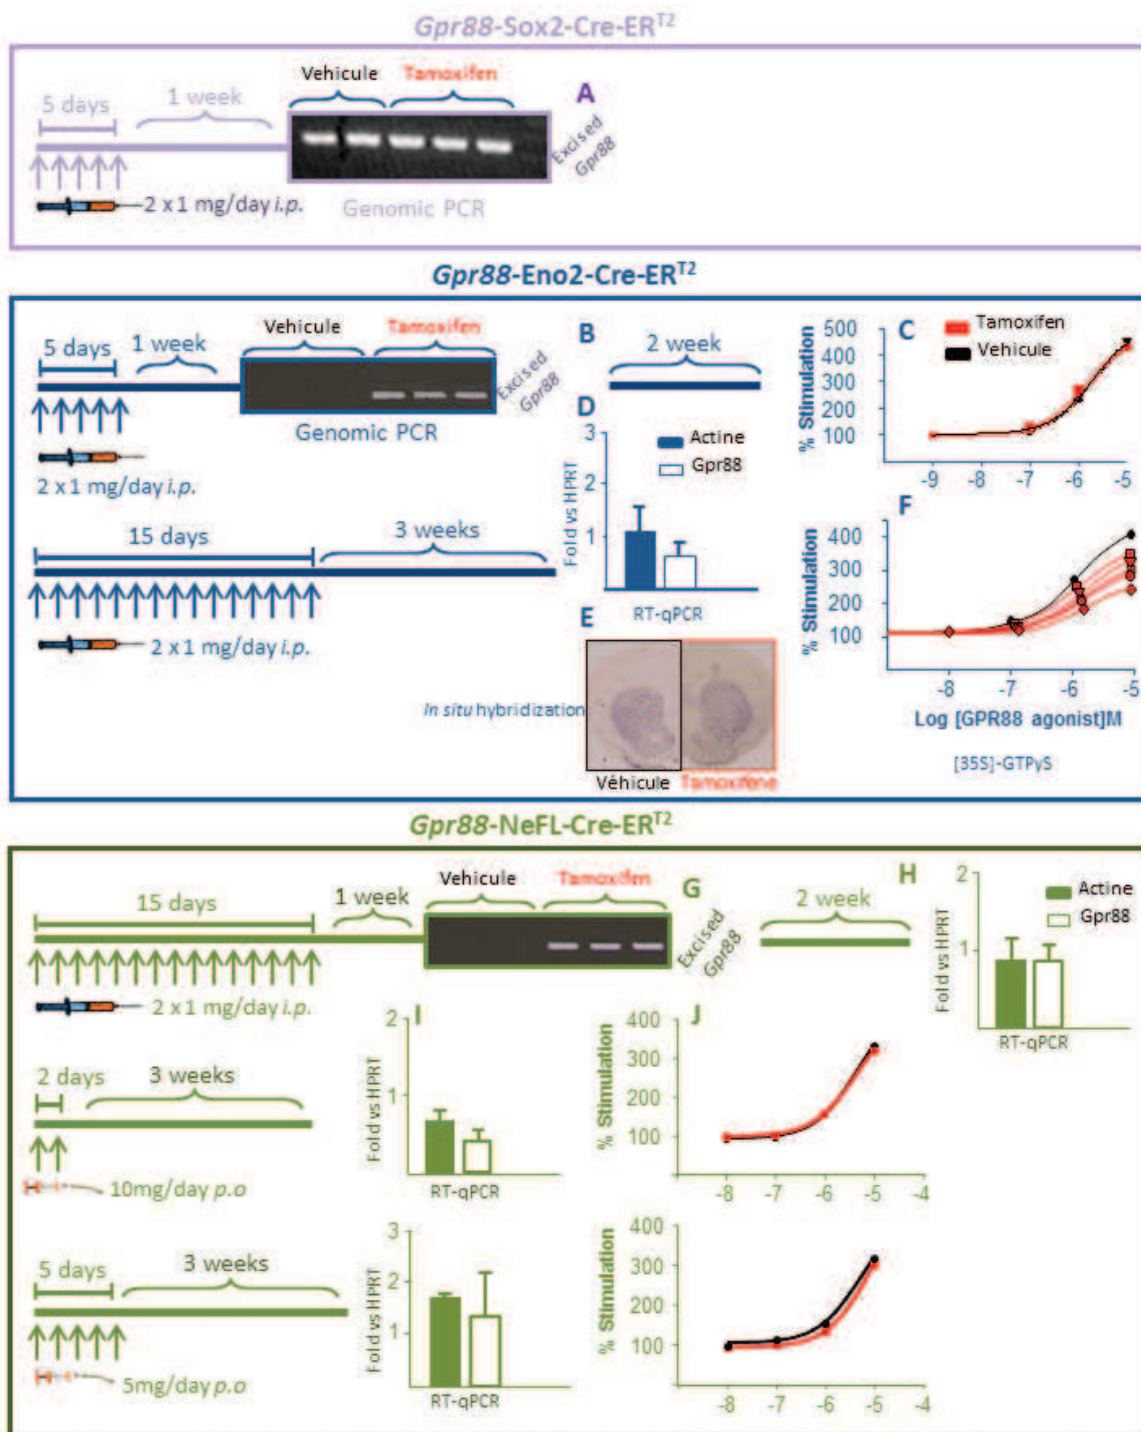 Gpr88-Sox2-Cre-ERT2
Vehicule Tamoxifen
A
5 days
1 week
Excised
Gpr88
2 x 1 mg/day i.p.
Genomic PCR
Gpr88-Eno2-Cre-ERT2
Vehicule Tamoxifen
5 days
1 week
Excised
Gpr88
Genomic PCR
2 x 1 mg/day i.p.
B
2 week
C
Tamoxifen
Vehicule
% Stimulation
500
400
300
200
100
-9 -8 -7 -6 -5
D
Actine
Gpr88
Fold vs HPRT
3
2
1
RT-qPCR
15 days
3 weeks
2 x 1 mg/day i.p.
E
In situ hybridization
Véhicule Tamoxifène
F
% Stimulation
400
300
200
100
-8 -7 -6 -5
Log [GPR88 agonist]M
[35S]-GTPyS
Gpr88-NeFL-Cre-ERT2
15 days
1 week
Vehicule Tamoxifen
G
Excised
Gpr88
2 x 1 mg/day i.p.
2 week
H
Actine
Gpr88
Fold vs HPRT
2
1
RT-qPCR
2 days
3 weeks
10mg/day p.o
I
Fold vs HPRT
2
1
RT-qPCR
J
% Stimulation
400
300
200
100
-8 -7 -6 -5 -4
5 days
3 weeks
5mg/day p.o
Fold vs HPRT
3
2
1
RT-qPCR
% Stimulation
400
300
200
100
-8 -7 -6 -5 -4